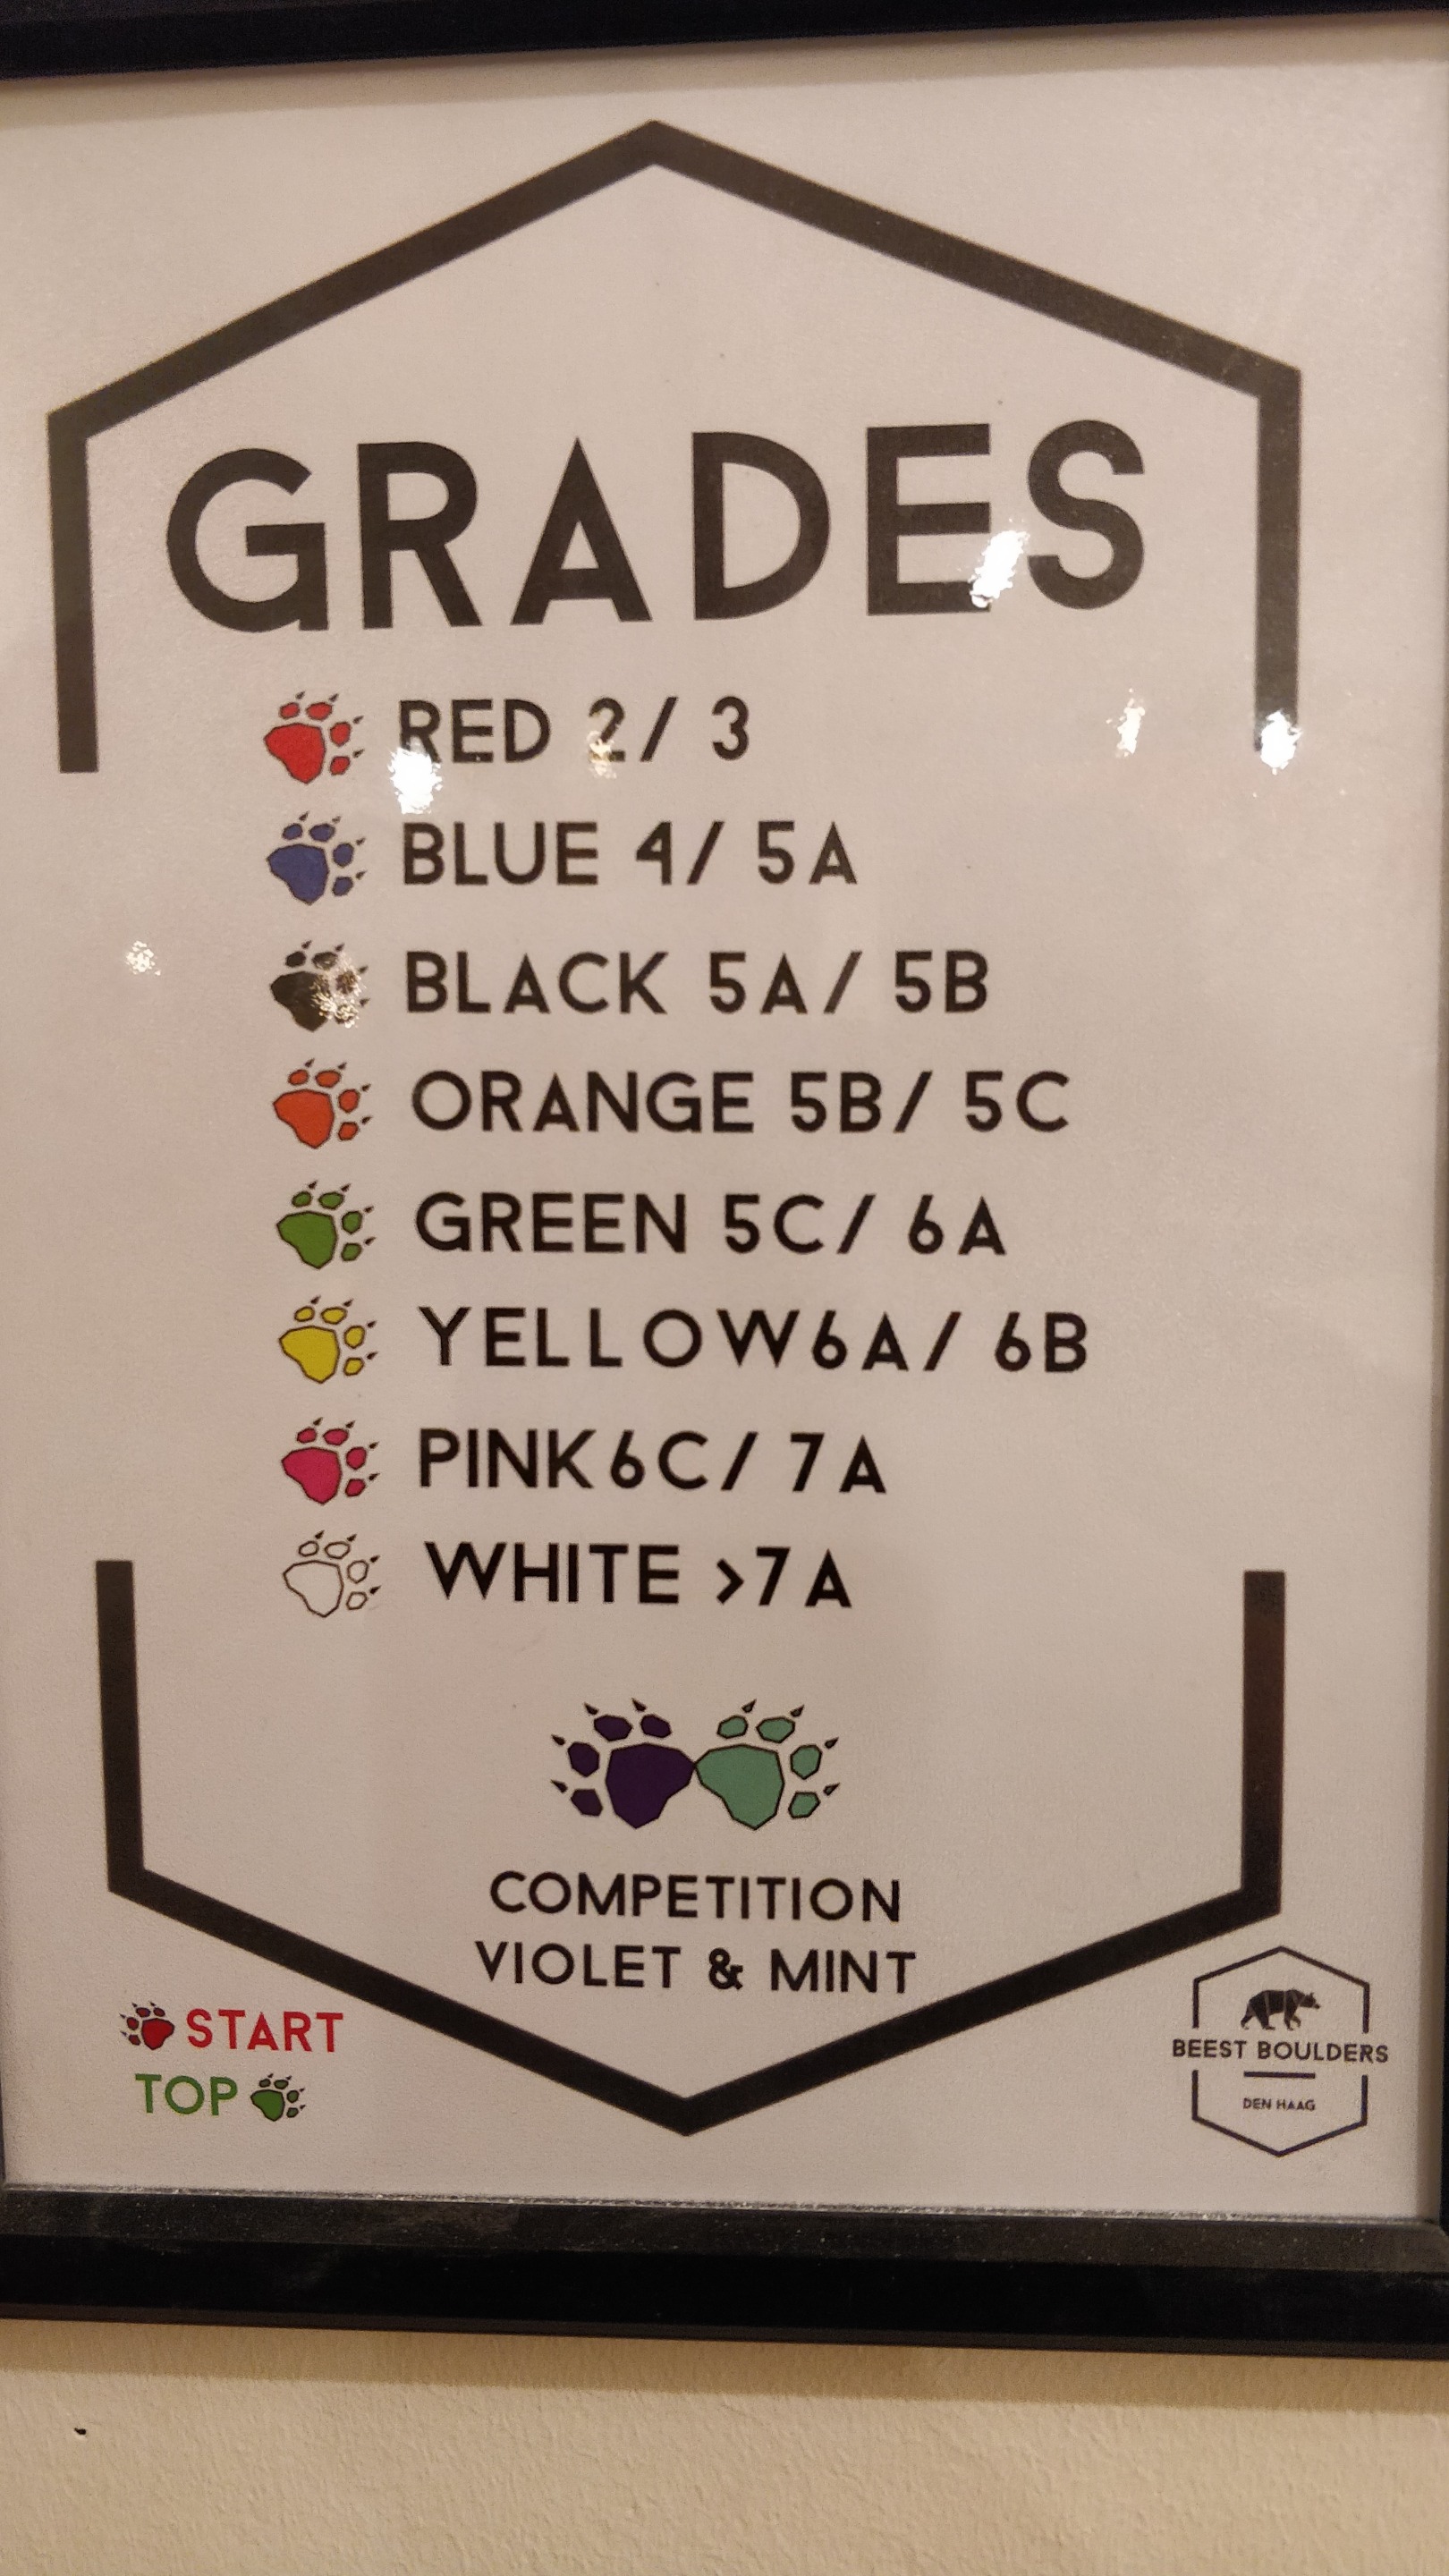 GRADES
RED 2/ 3
BLUE 4/ 5A
BLACK 5A/ 5B
ORANGE 5B/ 5C
GREEN 5C/ 6A
YELLOW6A/ 6B
PINK6C/ 7A
WHITE >7A
COMPETITION
VIOLET & MINT
START
TOP
BEEST BOULDERS
DEN HAAG